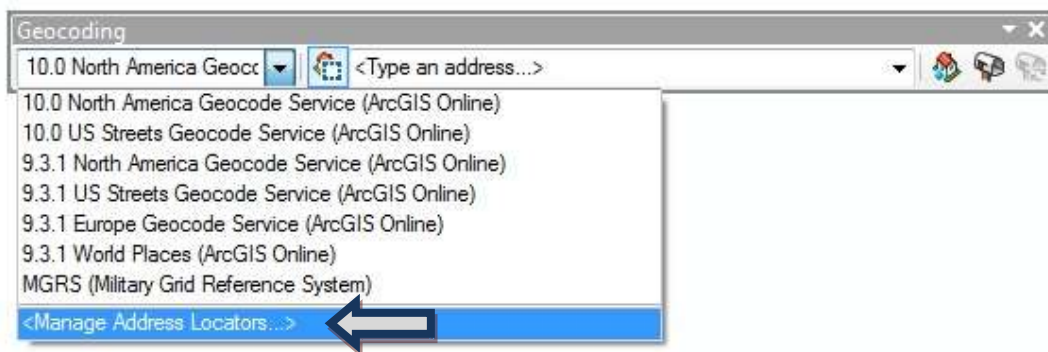 Geocoding
10.0 North America Geocc <Type an address...>
10.0 North America Geocode Service (ArcGIS Online)
10.0 US Streets Geocode Service (ArcGIS Online)
9.3.1 North America Geocode Service (ArcGIS Online)
9.3.1 US Streets Geocode Service (ArcGIS Online)
9.3.1 Europe Geocode Service (ArcGIS Online)
9.3.1 World Places (ArcGIS Online)
MGRS (Military Grid Reference System)
<Manage Address Locators...>